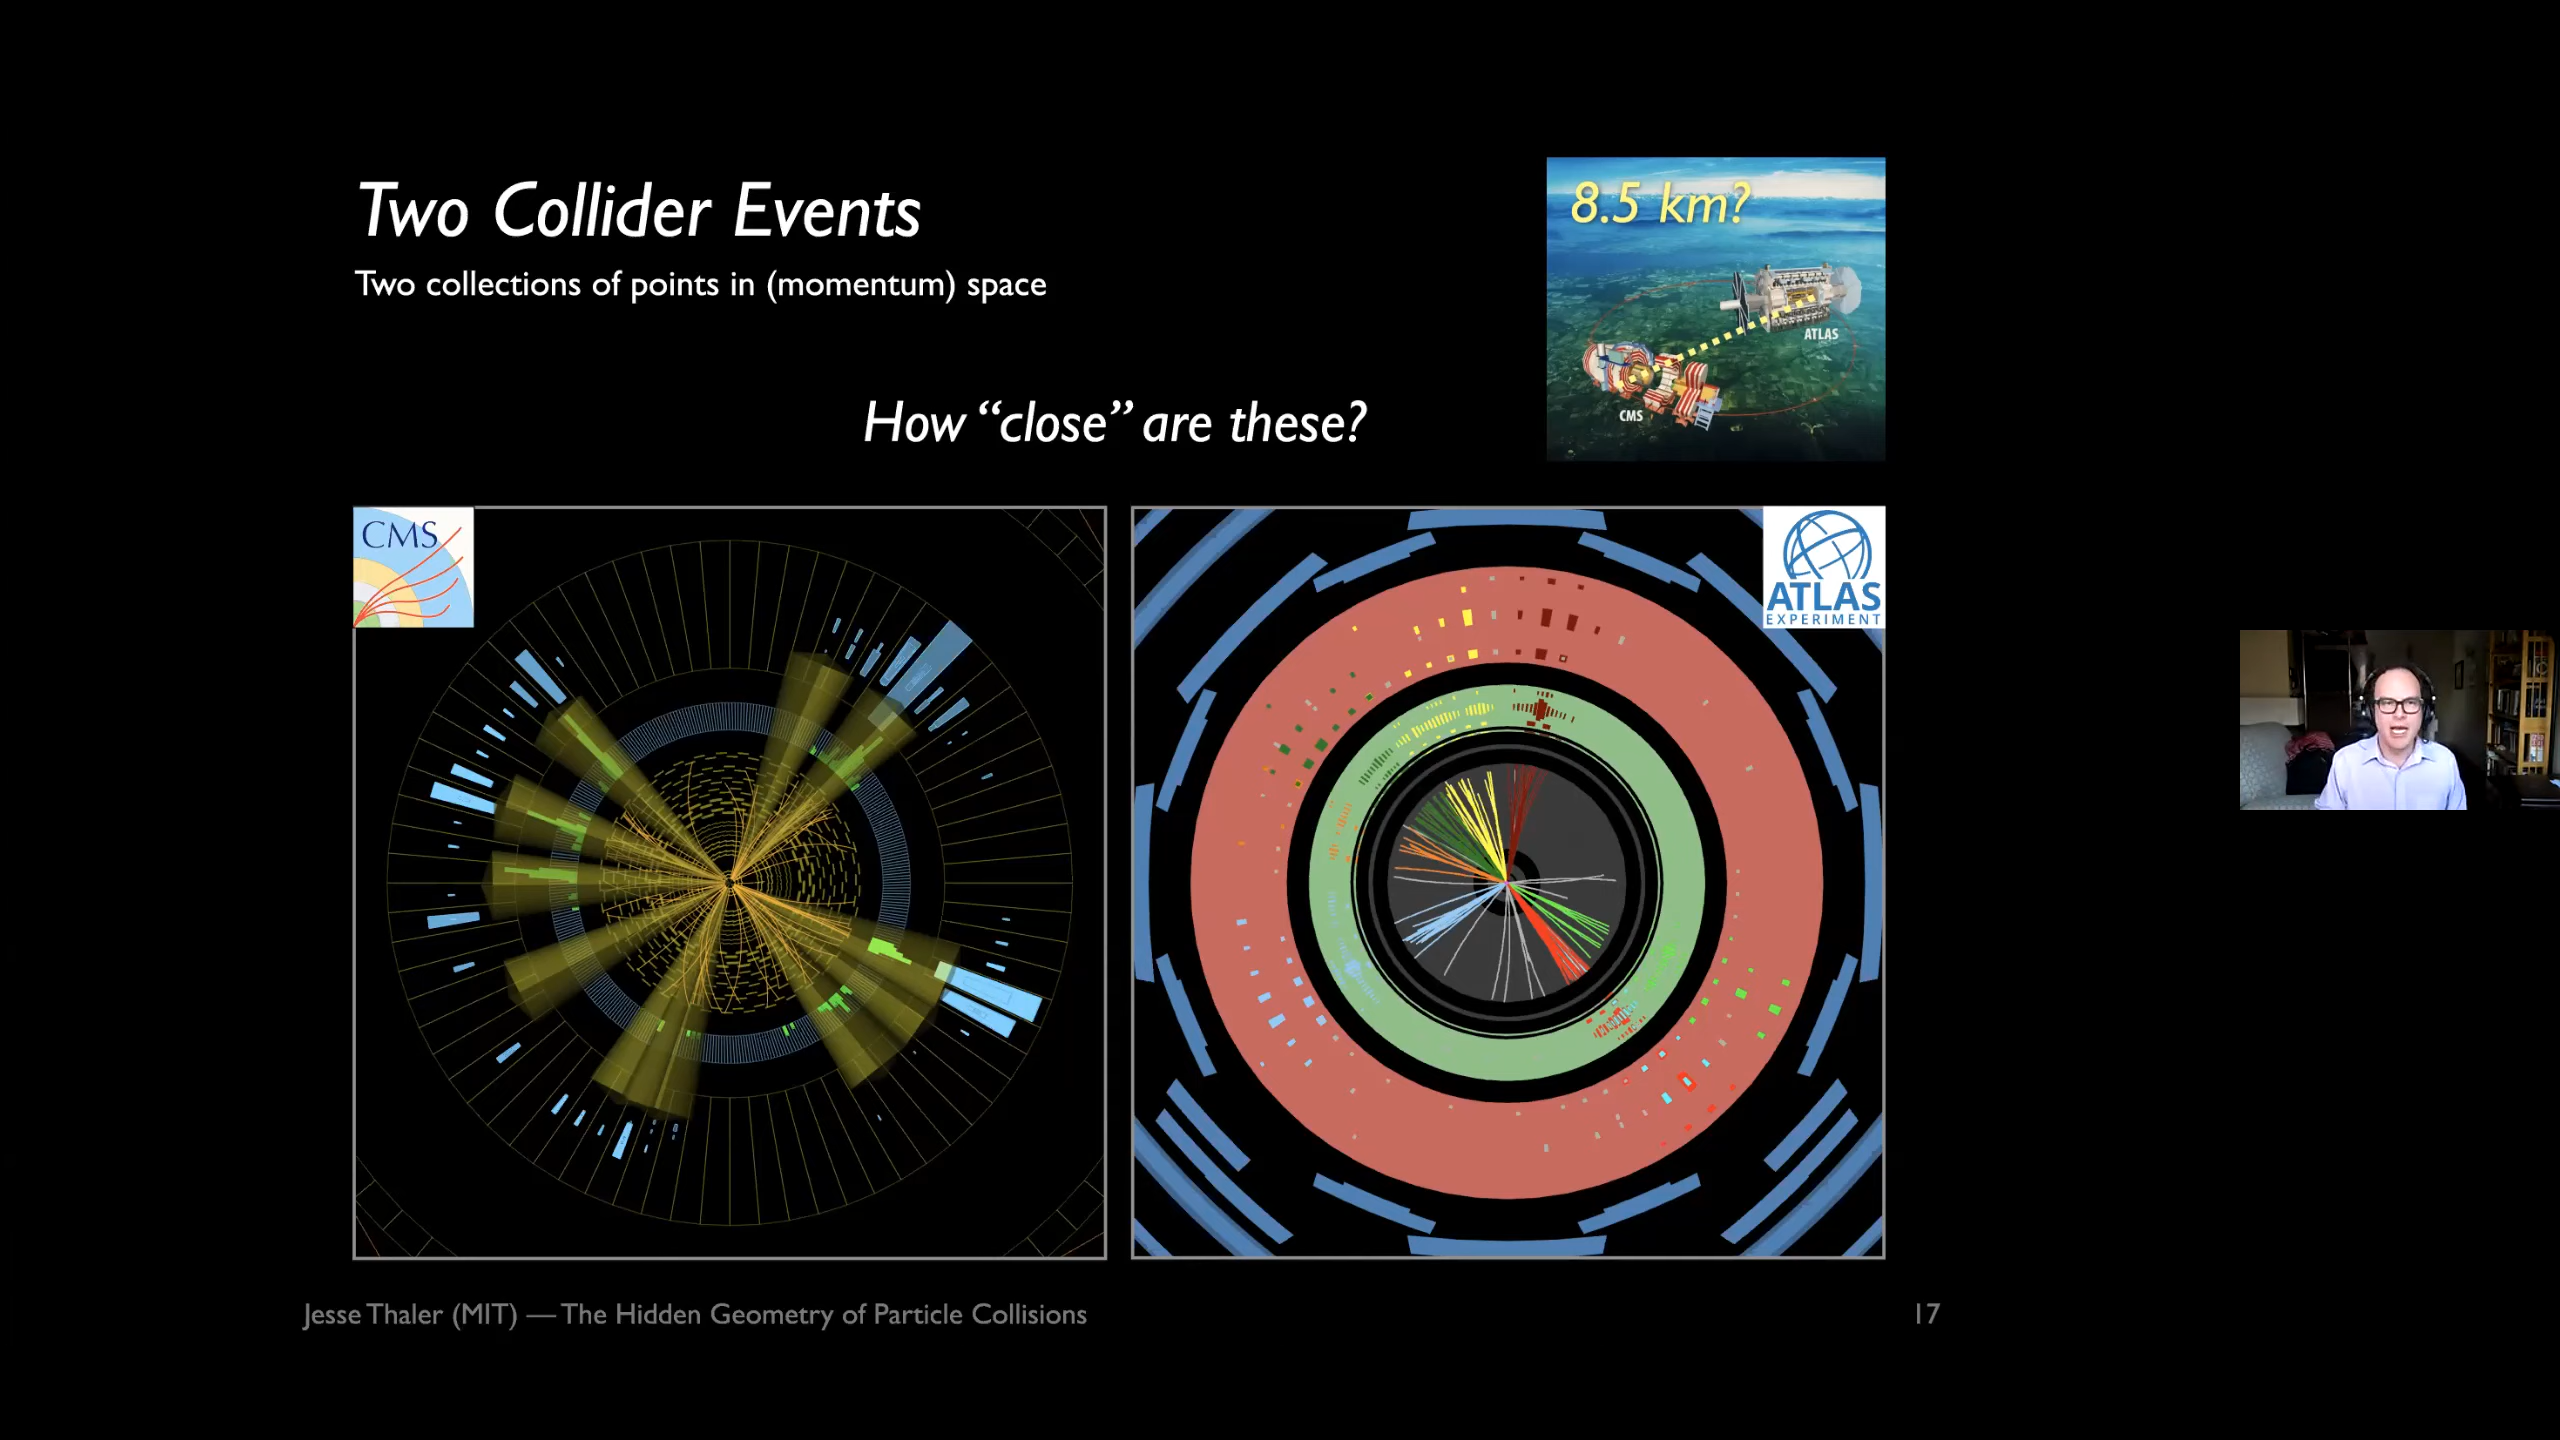 Two Collider Events
Two collections of points in (momentum) space
8.5 km?
ATLAS
CMS
How “close” are these?
CMS
ATLAS
EXPERIMENT
Jesse Thaler (MIT) — The Hidden Geometry of Particle Collisions
17